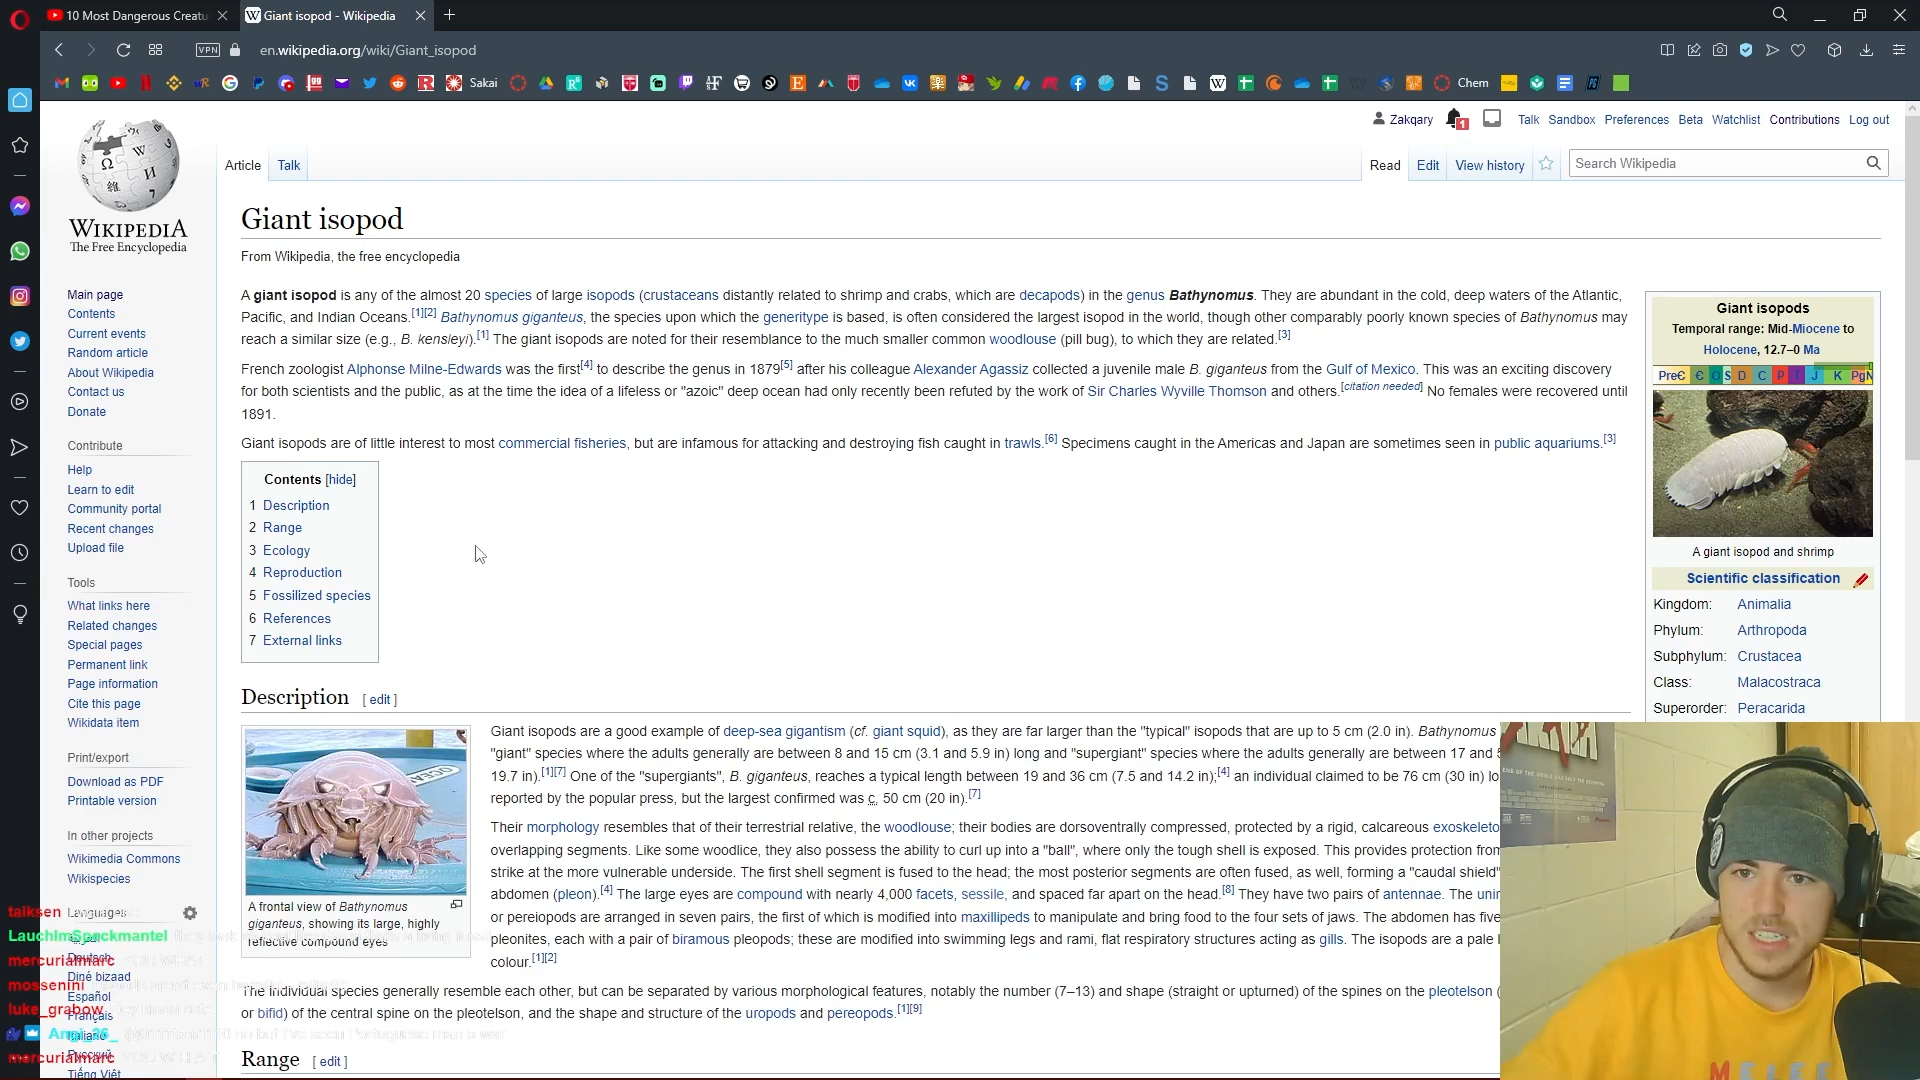 10 Most Dangerous Creatu
Giant isopod - Wikipedia
VPN
en.wikipedia.org/wiki/Giant_isopod
Sakai
Chem
Zakqary
1
Talk
Sandbox
Preferences
Beta
Watchlist
Contributions
Log out
WIKIPEDIA
The Free Encyclopedia
Article
Talk
Read
Edit
View history
Search Wikipedia
Giant isopod
From Wikipedia, the free encyclopedia
A giant isopod is any of the almost 20 species of large isopods (crustaceans distantly related to shrimp and crabs, which are decapods) in the genus Bathynomus. They are abundant in the cold, deep waters of the Atlantic,
Pacific, and Indian Oceans.[1][2] Bathynomus giganteus, the species upon which the generitype is based, is often considered the largest isopod in the world, though other comparably poorly known species of Bathynomus may
reach a similar size (e.g., B. kensleyi).[1] The giant isopods are noted for their resemblance to the much smaller common woodlouse (pill bug), to which they are related.[3]
French zoologist Alphonse Milne-Edwards was the first[4] to describe the genus in 1879[5] after his colleague Alexander Agassiz collected a juvenile male B. giganteus from the Gulf of Mexico. This was an exciting discovery
for both scientists and the public, as at the time the idea of a lifeless or "azoic" deep ocean had only recently been refuted by the work of Sir Charles Wyville Thomson and others.[citation needed] No females were recovered until
1891.
Giant isopods are of little interest to most commercial fisheries, but are infamous for attacking and destroying fish caught in trawls.[6] Specimens caught in the Americas and Japan are sometimes seen in public aquariums.[3]
Contents [hide]
1 Description
2 Range
3 Ecology
4 Reproduction
5 Fossilized species
6 References
7 External links
Description [ edit ]
Giant isopods are a good example of deep-sea gigantism (cf. giant squid), as they are far larger than the "typical" isopods that are up to 5 cm (2.0 in). Bathynomus
"giant" species where the adults generally are between 8 and 15 cm (3.1 and 5.9 in) long and "supergiant" species where the adults generally are between 17 and 5
19.7 in).[1][7] One of the "supergiants", B. giganteus, reaches a typical length between 19 and 36 cm (7.5 and 14.2 in);[4] an individual claimed to be 76 cm (30 in) lo
reported by the popular press, but the largest confirmed was c. 50 cm (20 in).[7]
Their morphology resembles that of their terrestrial relative, the woodlouse; their bodies are dorsoventrally compressed, protected by a rigid, calcareous exoskeleto
overlapping segments. Like some woodlice, they also possess the ability to curl up into a "ball", where only the tough shell is exposed. This provides protection from
strike at the more vulnerable underside. The first shell segment is fused to the head; the most posterior segments are often fused, as well, forming a "caudal shield"
abdomen (pleon).[4] The large eyes are compound with nearly 4,000 facets, sessile, and spaced far apart on the head.[8] They have two pairs of antennae. The unir
or pereiopods are arranged in seven pairs, the first of which is modified into maxillipeds to manipulate and bring food to the four sets of jaws. The abdomen has five
pleonites, each with a pair of biramous pleopods; these are modified into swimming legs and rami, flat respiratory structures acting as gills. The isopods are a pale l
colour.[1][2]
A frontal view of Bathynomus
giganteus, showing its large, highly
reflective compound eyes
The individual species generally resemble each other, but can be separated by various morphological features, notably the number (7–13) and shape (straight or upturned) of the spines on the pleotelson (
or bifid) of the central spine on the pleotelson, and the shape and structure of the uropods and pereopods.[1][9]
Range [ edit ]
Giant isopods
Temporal range: Mid-Miocene to
Holocene, 12.7–0 Ma
PreЄ Є O S D C P T J K PgN
A giant isopod and shrimp
Scientific classification
Kingdom: Animalia
Phylum: Arthropoda
Subphylum: Crustacea
Class: Malacostraca
Superorder: Peracarida
Main page
Contents
Current events
Random article
About Wikipedia
Contact us
Donate
Contribute
Help
Learn to edit
Community portal
Recent changes
Upload file
Tools
What links here
Related changes
Special pages
Permanent link
Page information
Cite this page
Wikidata item
Print/export
Download as PDF
Printable version
In other projects
Wikimedia Commons
Wikispecies
Languages
Deutsch
Diné bizaad
Español
Français
Italiano
Русский
Tiếng Việt
talksen
LauchImSpeckmantel
mercurialmarc
mossenini
luke_grabow
Angi_26_
mercurialmarc